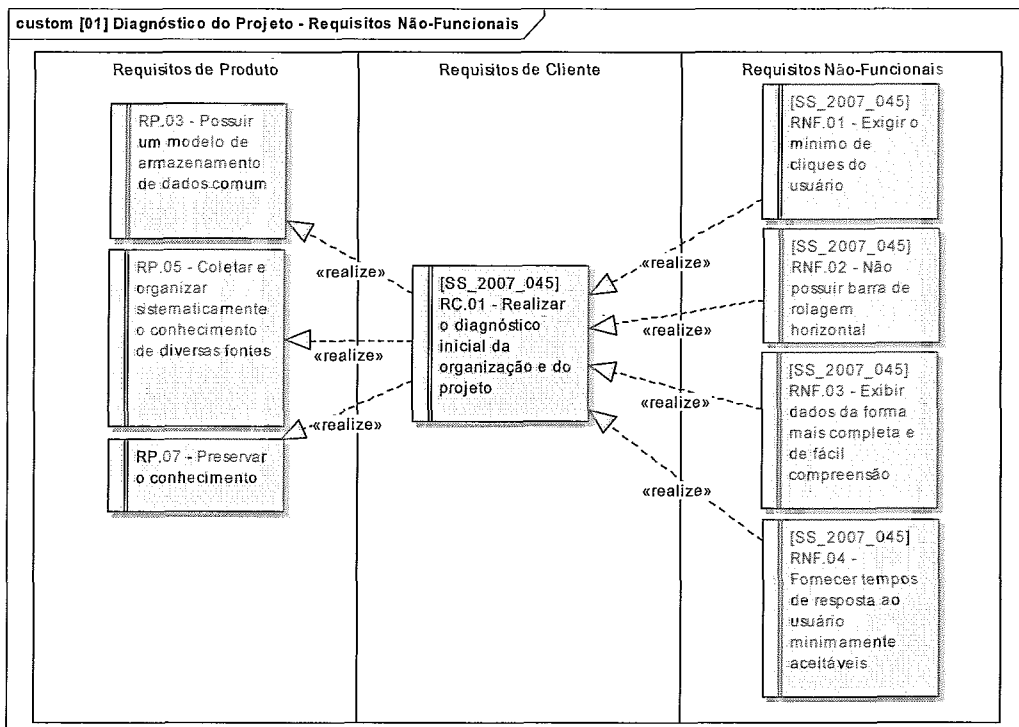 custom [01] Diagnóstico do Projeto - Requisitos Não-Funcionais
Requisitos de Produto
RP.03 - Possuir
um modelo de
armazenamento
de dados comum
RP.05 - Coletar e
organizar
sistematicamente
o conhecimento
de diversas fontes
RP.07 - Preservar
o conhecimento
«realize»
«realize»
«realize»
Requisitos de Cliente
[SS_2007_045]
RC.01 - Realizar
o diagnóstico
inicial da
organização e do
projeto
«realize»
«realize»
«realize»
«realize»
Requisitos Não-Funcionais
[SS_2007_045]
RNF.01 - Exigir o
mínimo de
cliques do
usuário
[SS_2007_045]
RNF.02 - Não
possuir barra de
rolagem
horizontal
[SS_2007_045]
RNF.03 - Exibir
dados da forma
mais completa e
de fácil
compreensão
[SS_2007_045]
RNF.04 -
Fornecer tempos
de resposta ao
usuário
minimamente
aceitáveis